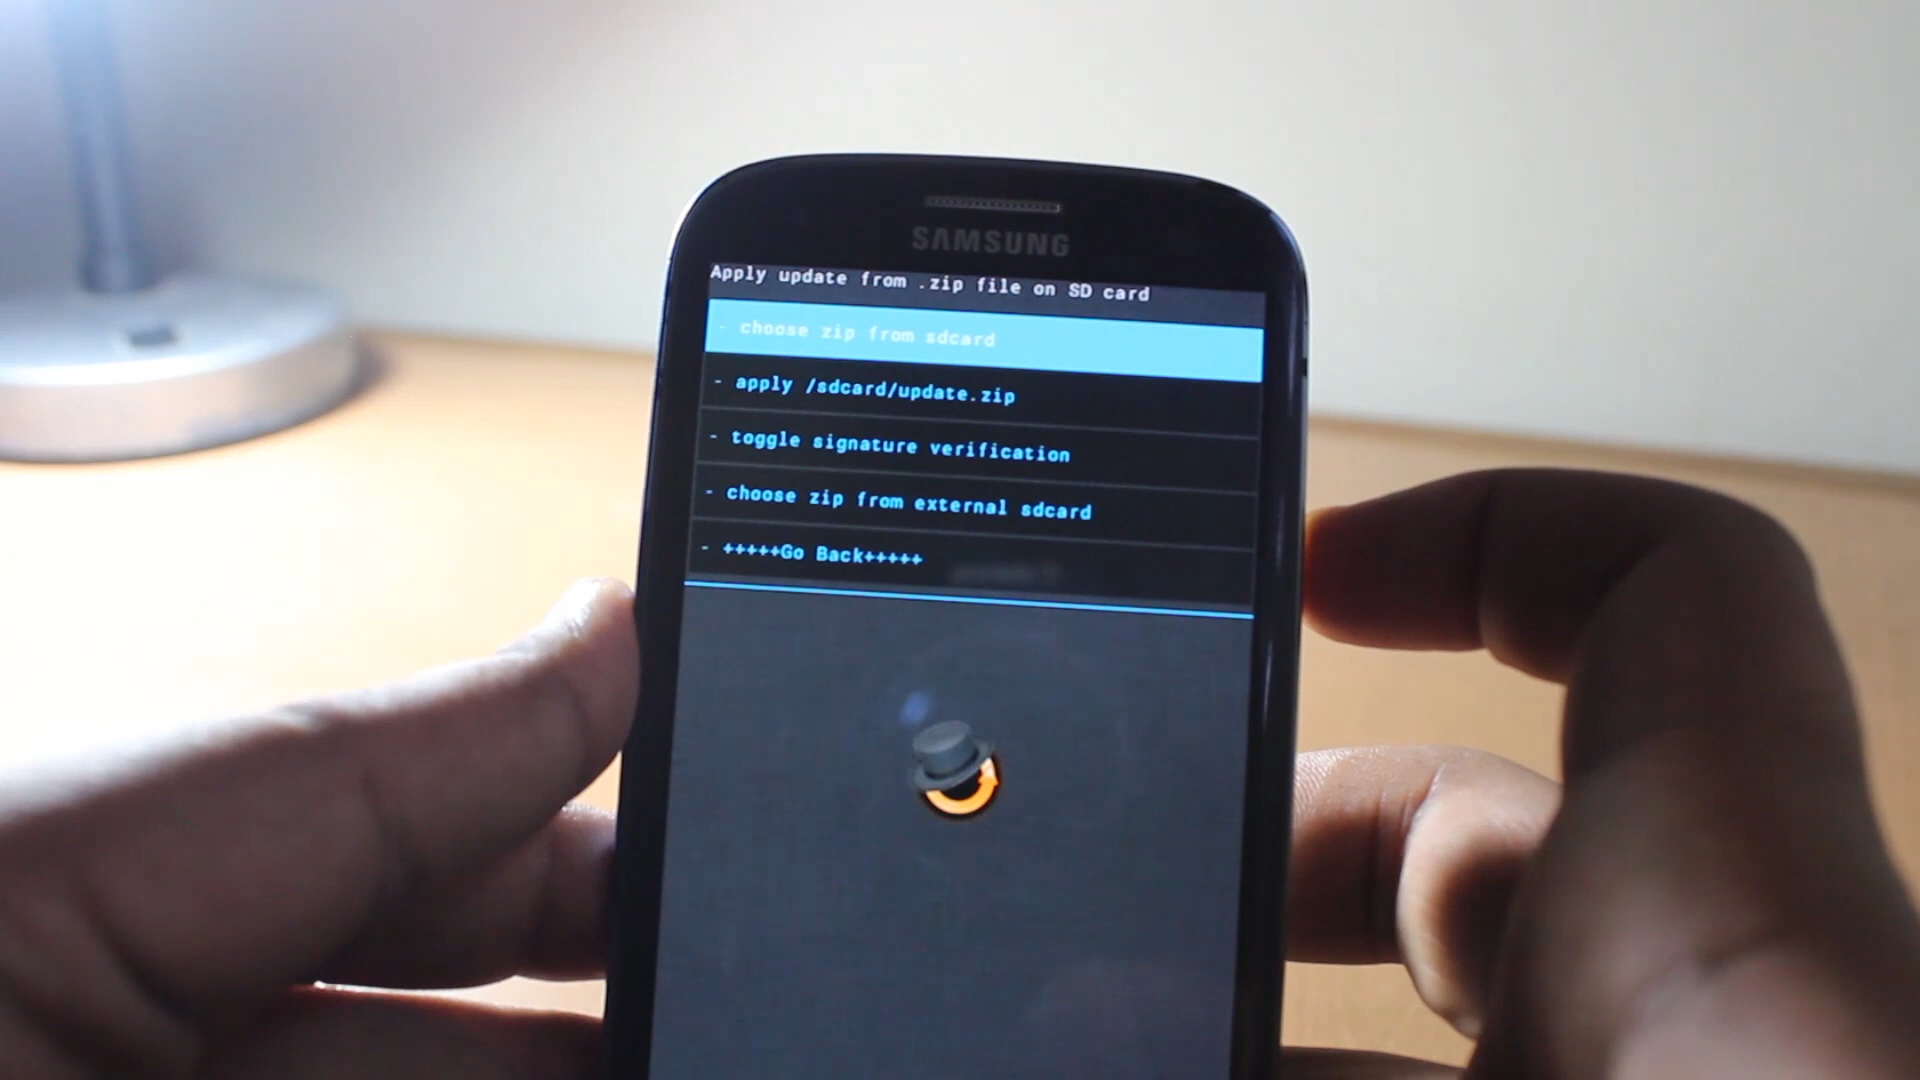 SAMSUNG
Apply update from .zip file on SD card
- choose zip from sdcard
- apply /sdcard/update.zip
- toggle signature verification
- choose zip from external sdcard
- +++++Go Back+++++